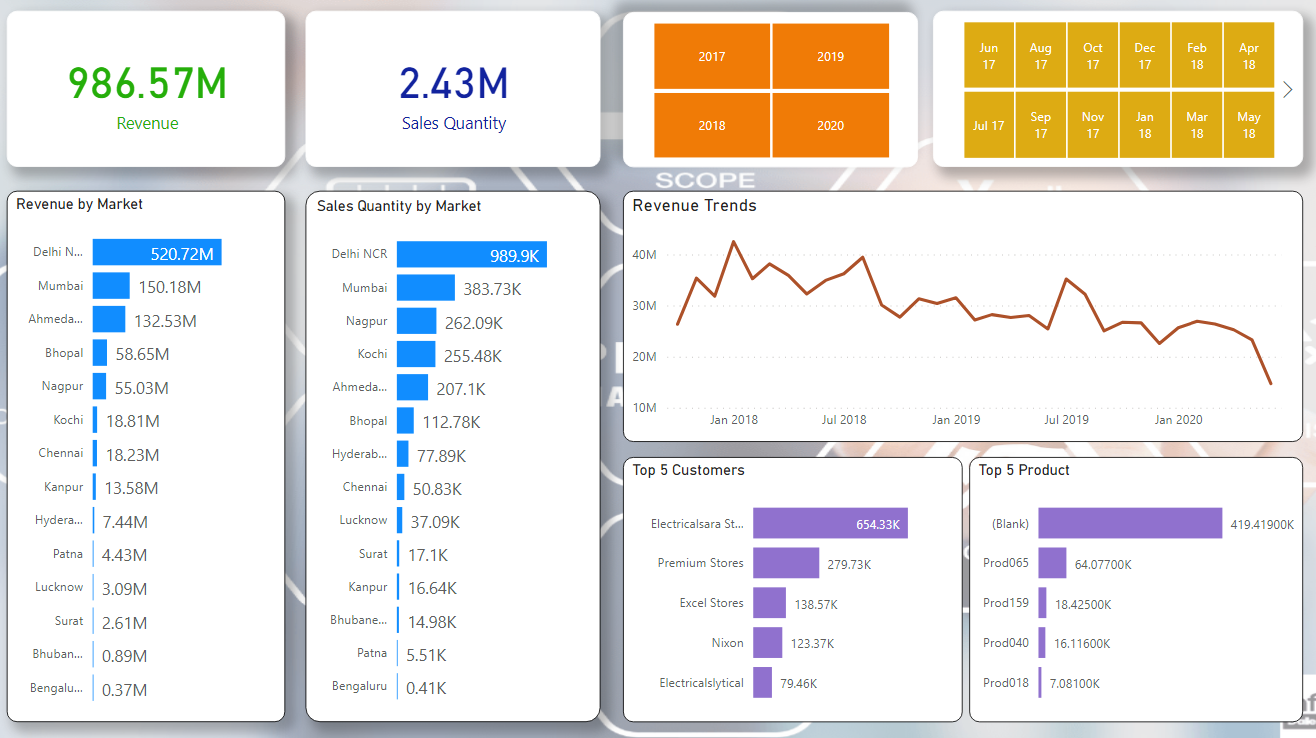 986.57M
Revenue
2.43M
Sales Quantity
2017
2019
2018
2020
Jun
17
Aug
17
Oct
17
Dec
17
Feb
18
Apr
18
Jul 17
Sep
17
Nov
17
Jan
18
Mar
18
May
18
SCOPE
Revenue by Market
Delhi N... 520.72M
Mumbai 150.18M
Ahmeda... 132.53M
Bhopal 58.65M
Nagpur 55.03M
Kochi 18.81M
Chennai 18.23M
Kanpur 13.58M
Hydera... 7.44M
Patna 4.43M
Lucknow 3.09M
Surat 2.61M
Bhuban... 0.89M
Bengalu... 0.37M
Sales Quantity by Market
Delhi NCR 989.9K
Mumbai 383.73K
Nagpur 262.09K
Kochi 255.48K
Ahmeda... 207.1K
Bhopal 112.78K
Hyderab... 77.89K
Chennai 50.83K
Lucknow 37.09K
Surat 17.1K
Kanpur 16.64K
Bhubane... 14.98K
Patna 5.51K
Bengaluru 0.41K
Revenue Trends
40M
30M
20M
10M
Jan 2018 Jul 2018 Jan 2019 Jul 2019 Jan 2020
Top 5 Customers
Electricalsara St... 654.33K
Premium Stores 279.73K
Excel Stores 138.57K
Nixon 123.37K
Electricalslytical 79.46K
Top 5 Product
(Blank) 419.41900K
Prod065 64.07700K
Prod159 18.42500K
Prod040 16.11600K
Prod018 7.08100K